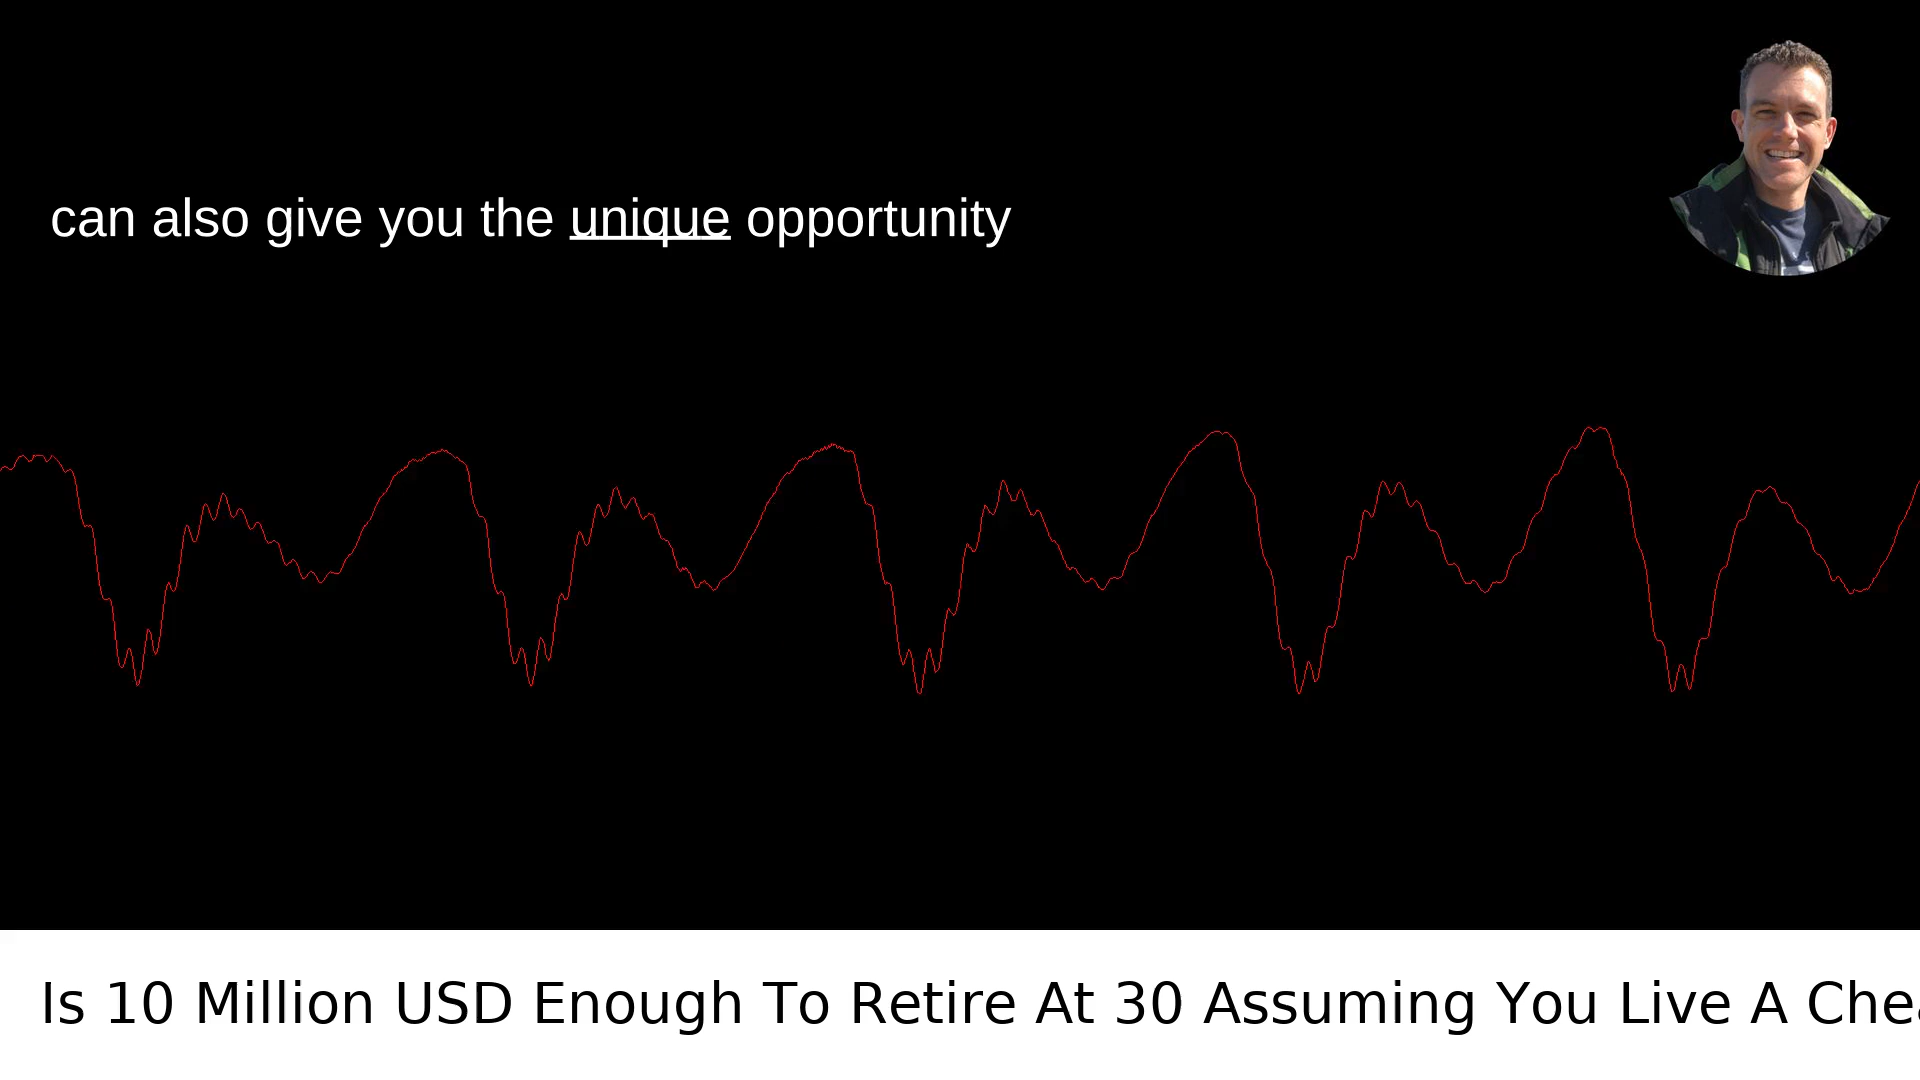 can also give you the unique opportunity
Is 10 Million USD Enough To Retire At 30 Assuming You Live A